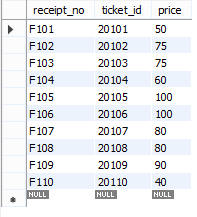 receipt_no ticket_id price
F101 20101 50
F102 20102 75
F103 20103 75
F104 20104 60
F105 20105 100
F106 20106 100
F107 20107 80
F108 20108 80
F109 20109 90
F110 20110 40
NULL NULL NULL